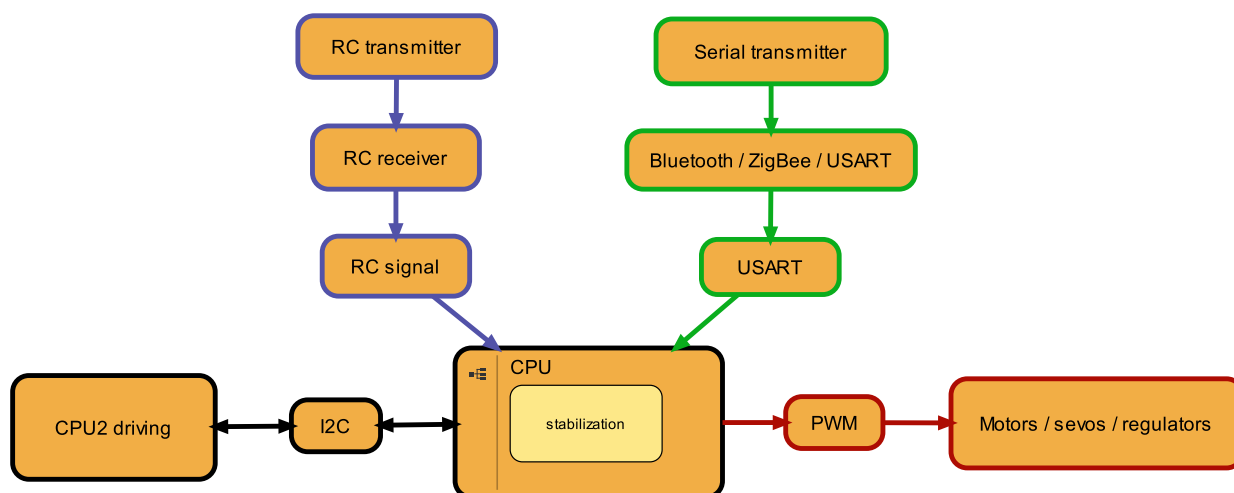 RC transmitter
Serial transmitter
RC receiver
Bluetooth / ZigBee / USART
RC signal
USART
CPU
CPU2 driving
I2C
stabilization
PWM
Motors / sevos / regulators